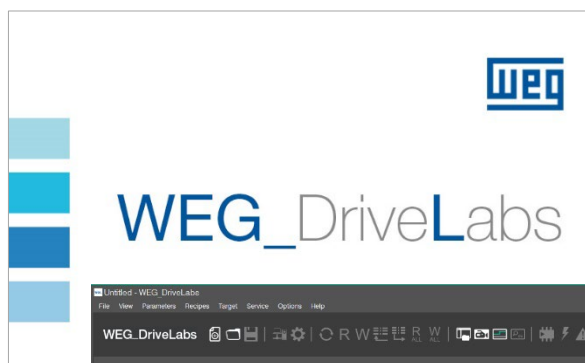 weg
WEG_DriveLabs
Untitled - WEG_DriveLabs
File View Parameters Recipes Target Service Options Help
WEG_DriveLabs R W R ALL W ALL